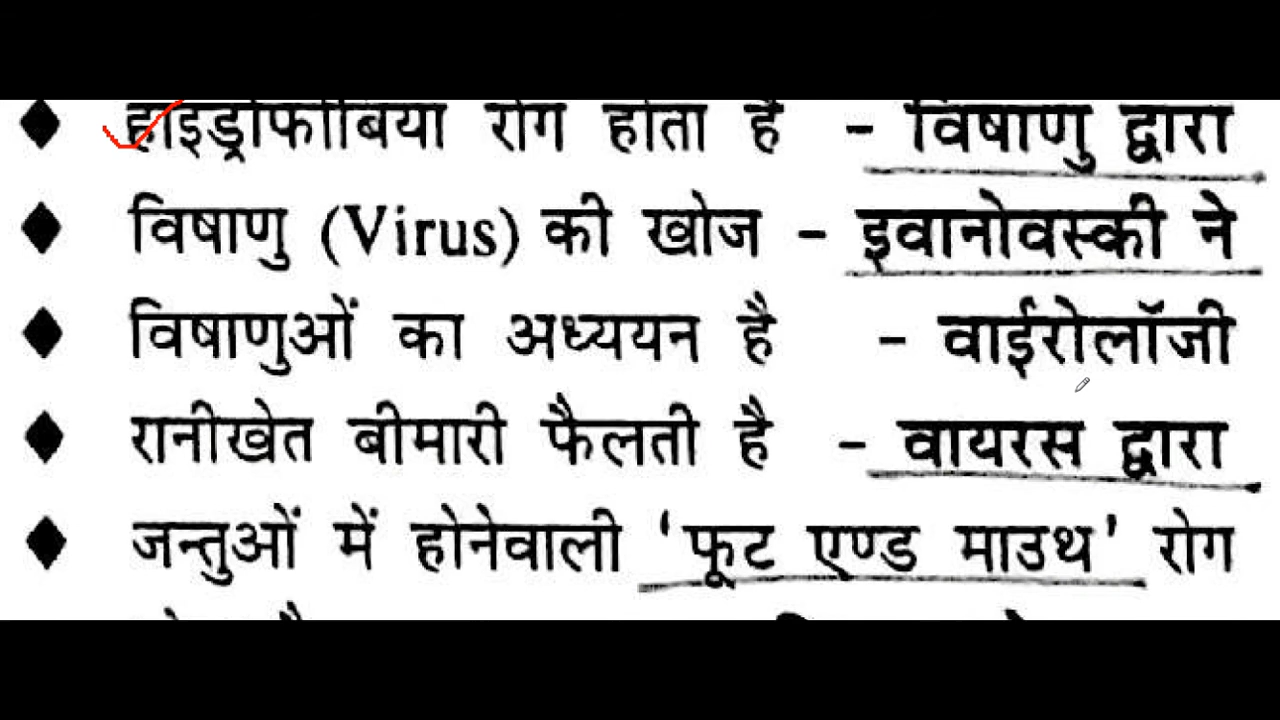 ◆ हाइड्रोफोबिया रोग होता है - विषाणु द्वारा
◆ विषाणु (Virus) की खोज - इवानोवस्की ने
◆ विषाणुओं का अध्ययन है - वाईरोलॉजी
◆ रानीखेत बीमारी फैलती है - वायरस द्वारा
◆ जन्तुओं में होनेवाली 'फूट एण्ड माउथ' रोग